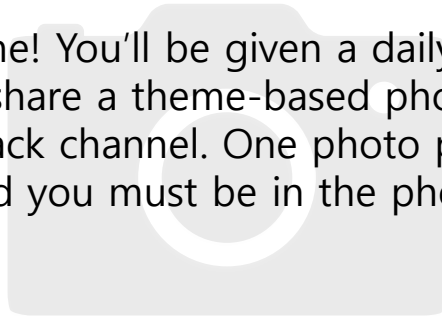 ne! You’ll be given a daily
share a theme-based pho
ack channel. One photo p
d you must be in the pho